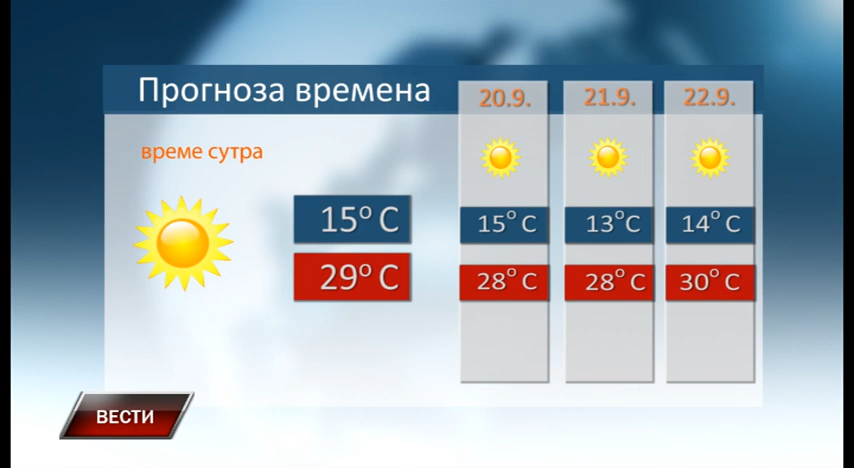 Прогноза времена
време сутра
15° C
29° C
20.9.
15° C
28° C
21.9.
13°C
28° C
22.9.
14° C
30° C
ВЕСТИ